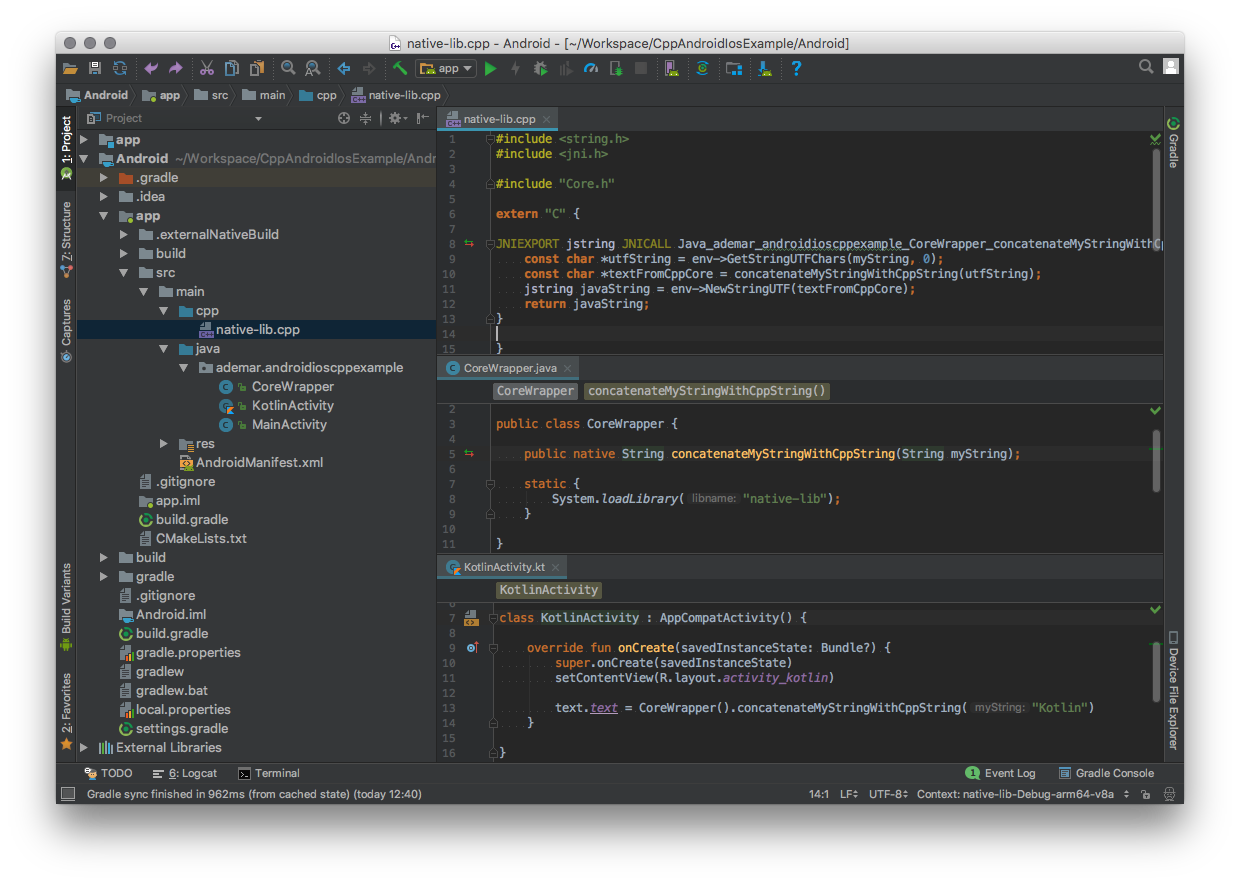 native-lib.cpp - Android - [~/Workspace/CppAndroidIosExample/Android]
app
Android app src main cpp native-lib.cpp
Project
1: Project
Z: Structure
Captures
Build Variants
2: Favorites
app
Android ~/Workspace/CppAndroidIosExample/Andr
.gradle
.idea
app
.externalNativeBuild
build
src
main
cpp
native-lib.cpp
java
ademar.androidioscppexample
CoreWrapper
KotlinActivity
MainActivity
res
AndroidManifest.xml
.gitignore
app.iml
build.gradle
CMakeLists.txt
build
gradle
.gitignore
Android.iml
build.gradle
gradle.properties
gradlew
gradlew.bat
local.properties
settings.gradle
External Libraries
native-lib.cpp
1 #include <string.h>
2 #include <jni.h>
3
4 #include "Core.h"
5
6 extern "C" {
7
8 JNIEXPORT jstring JNICALL Java_ademar_androidioscppexample_CoreWrapper_concatenateMyStringWithCp
9 const char *utfString = env->GetStringUTFChars(myString, 0);
10 const char *textFromCppCore = concatenateMyStringWithCppString(utfString);
11 jstring javaString = env->NewStringUTF(textFromCppCore);
12 return javaString;
13 }
14
15 }
CoreWrapper.java
CoreWrapper concatenateMyStringWithCppString()
2
3 public class CoreWrapper {
4
5 public native String concatenateMyStringWithCppString(String myString);
6
7 static {
8 System.loadLibrary( libname: "native-lib");
9 }
10
11 }
KotlinActivity.kt
KotlinActivity
6
7 class KotlinActivity : AppCompatActivity() {
8
9 override fun onCreate(savedInstanceState: Bundle?) {
10 super.onCreate(savedInstanceState)
11 setContentView(R.layout.activity_kotlin)
12
13 text.text = CoreWrapper().concatenateMyStringWithCppString( myString: "Kotlin")
14 }
15
16 }
Gradle
Device File Explorer
TODO 6: Logcat Terminal 1 Event Log Gradle Console
Gradle sync finished in 962ms (from cached state) (today 12:40) 14:1 LF UTF-8 Context: native-lib-Debug-arm64-v8a